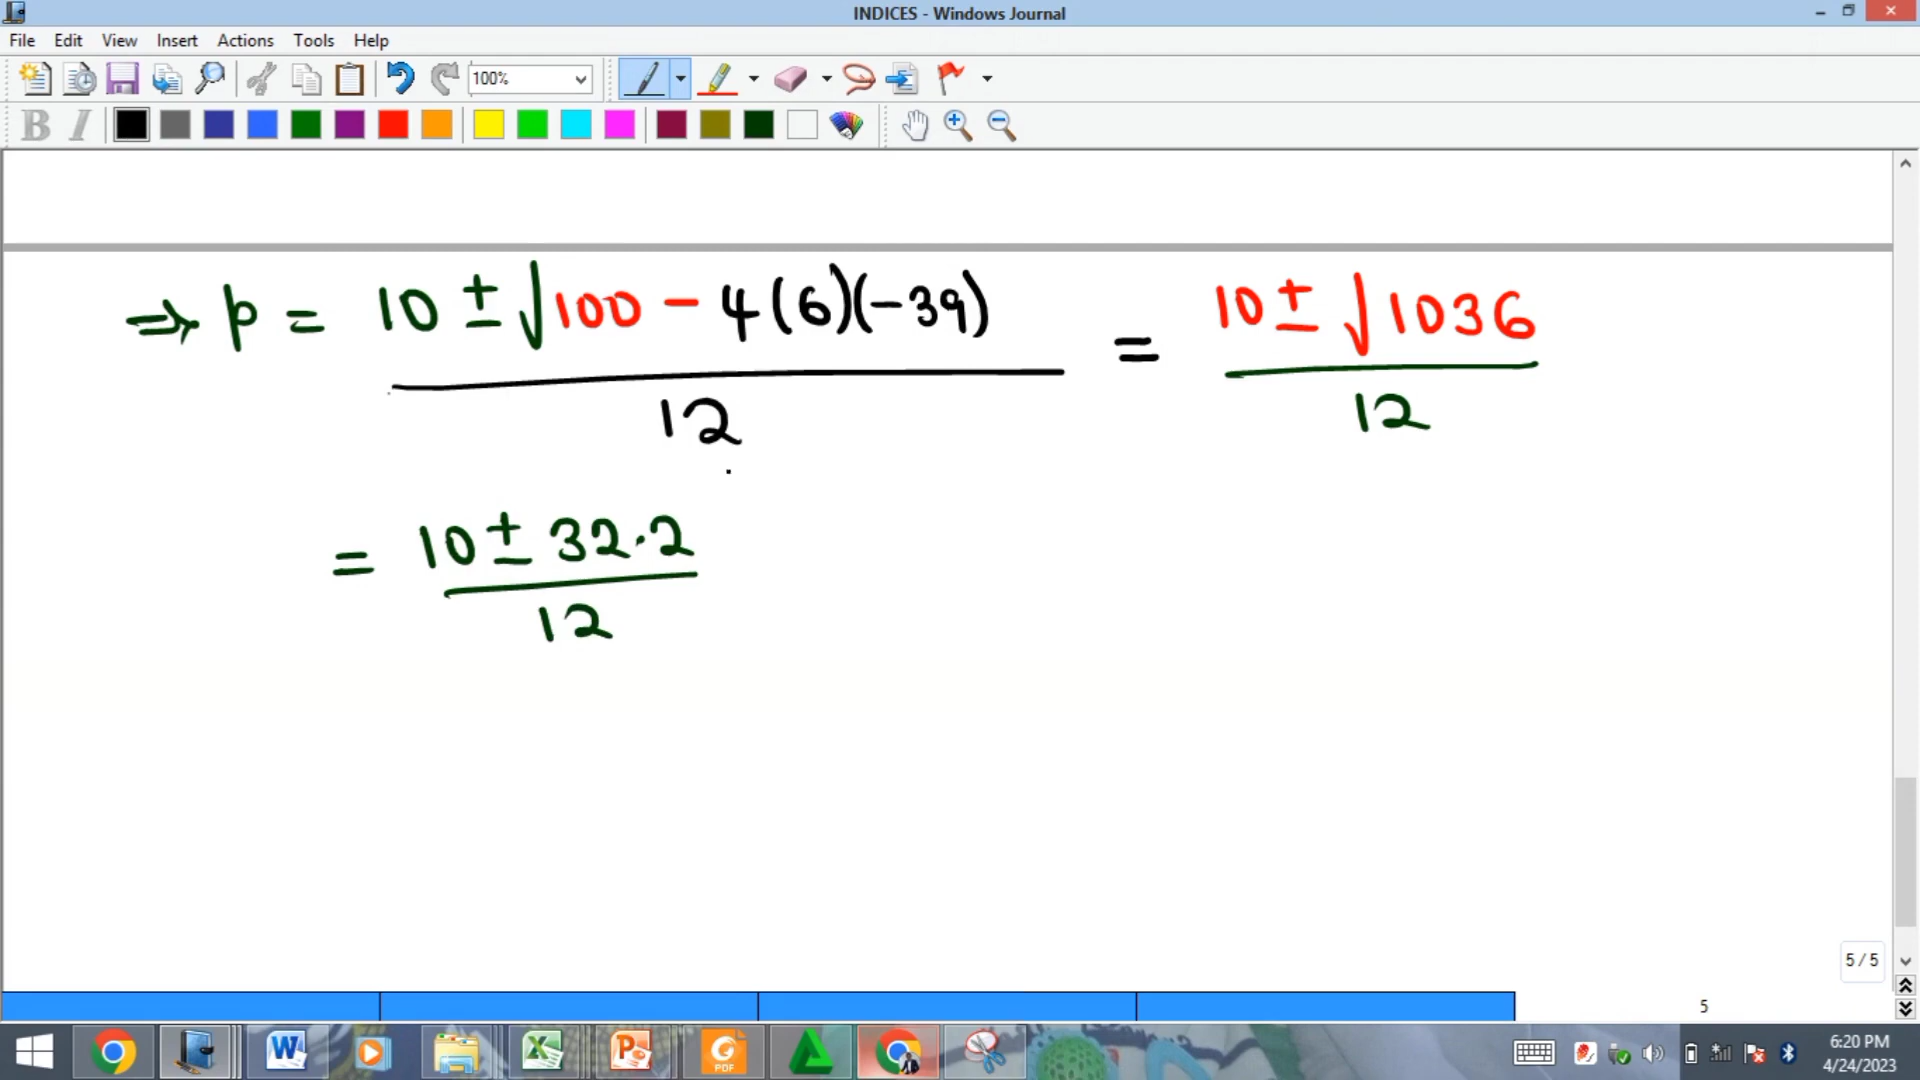 INDICES - Windows Journal
File Edit View Insert Actions Tools Help
100%
B I
⇒ p = 10 ± √100 - 4(6)(-39) = 10 ± √1036
12 12
= 10 ± 32·2
12
5 / 5
5
W X P PDF
6:20 PM
4/24/2023